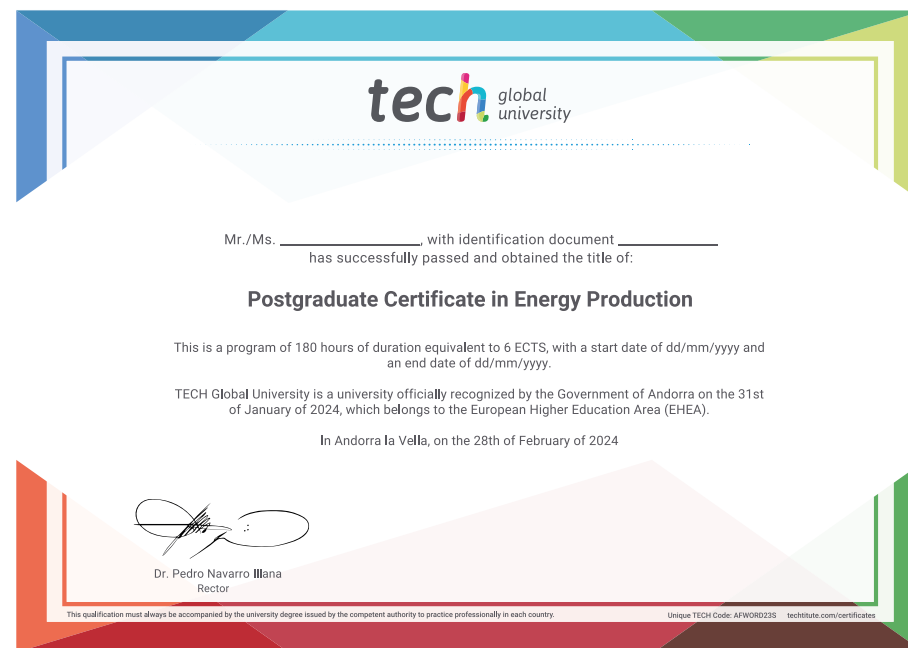 tech global university
Mr./Ms. ____________, with identification document ____________
has successfully passed and obtained the title of:
Postgraduate Certificate in Energy Production
This is a program of 180 hours of duration equivalent to 6 ECTS, with a start date of dd/mm/yyyy and
an end date of dd/mm/yyyy.
TECH Global University is a university officially recognized by the Government of Andorra on the 31st
of January of 2024, which belongs to the European Higher Education Area (EHEA).
In Andorra la Vella, on the 28th of February of 2024
Dr. Pedro Navarro Illana
Rector
This qualification must always be accompanied by the university degree issued by the competent authority to practice professionally in each country.
Unique TECH Code: AFWORD23S techtitute.com/certificates